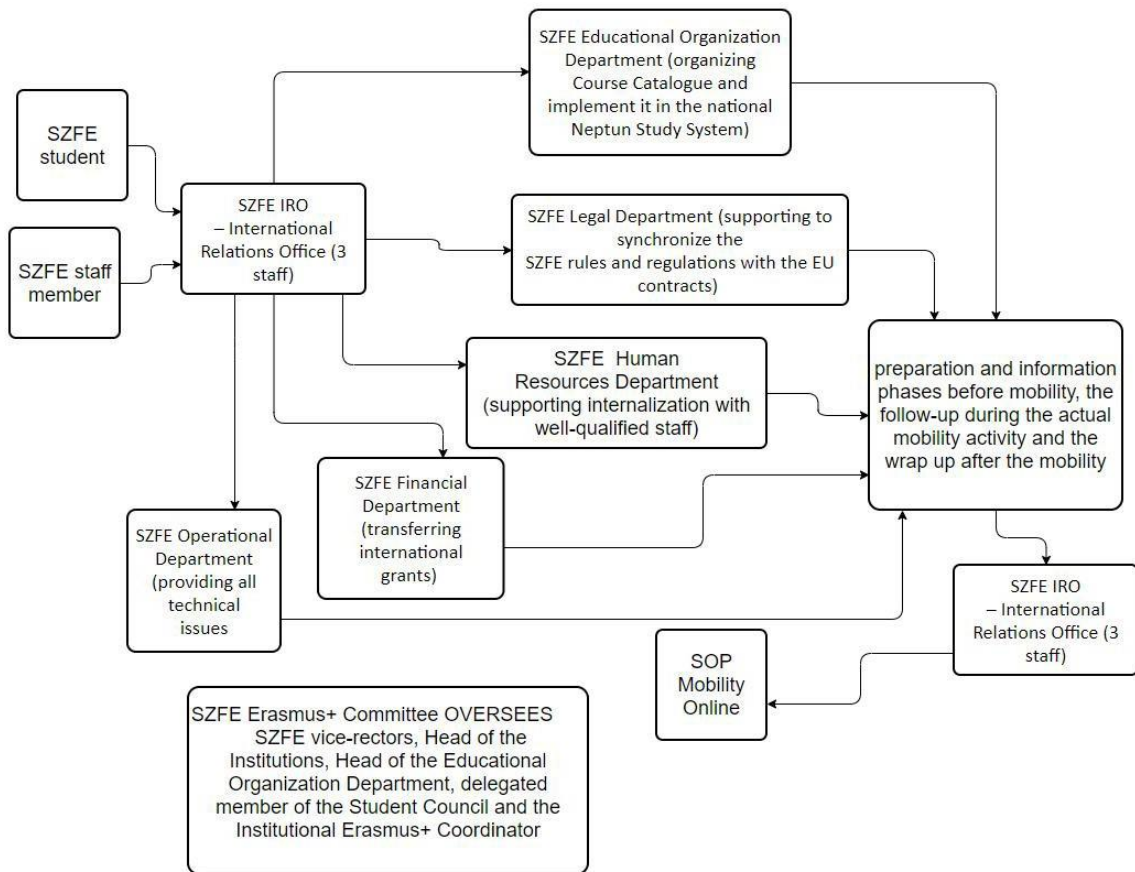 SZFE Educational Organization
Department (organizing
Course Catalogue and
implement it in the national
Neptun Study System)
SZFE
student
SZFE IRO
– International
Relations Office (3
staff)
SZFE Legal Department (supporting to
synchronize the
SZFE rules and regulations with the EU
contracts)
SZFE staff
member
SZFE Human
Resources Department
(supporting internalization with
well-qualified staff)
preparation and information
phases before mobility, the
follow-up during the actual
mobility activity and the
wrap up after the mobility
SZFE Financial
Department
(transferring
international
grants)
SZFE Operational
Department
(providing all
technical
issues
SZFE IRO
– International
Relations Office (3
staff)
SOP
Mobility
Online
SZFE Erasmus+ Committee OVERSEES
SZFE vice-rectors, Head of the
Institutions, Head of the Educational
Organization Department, delegated
member of the Student Council and the
Institutional Erasmus+ Coordinator